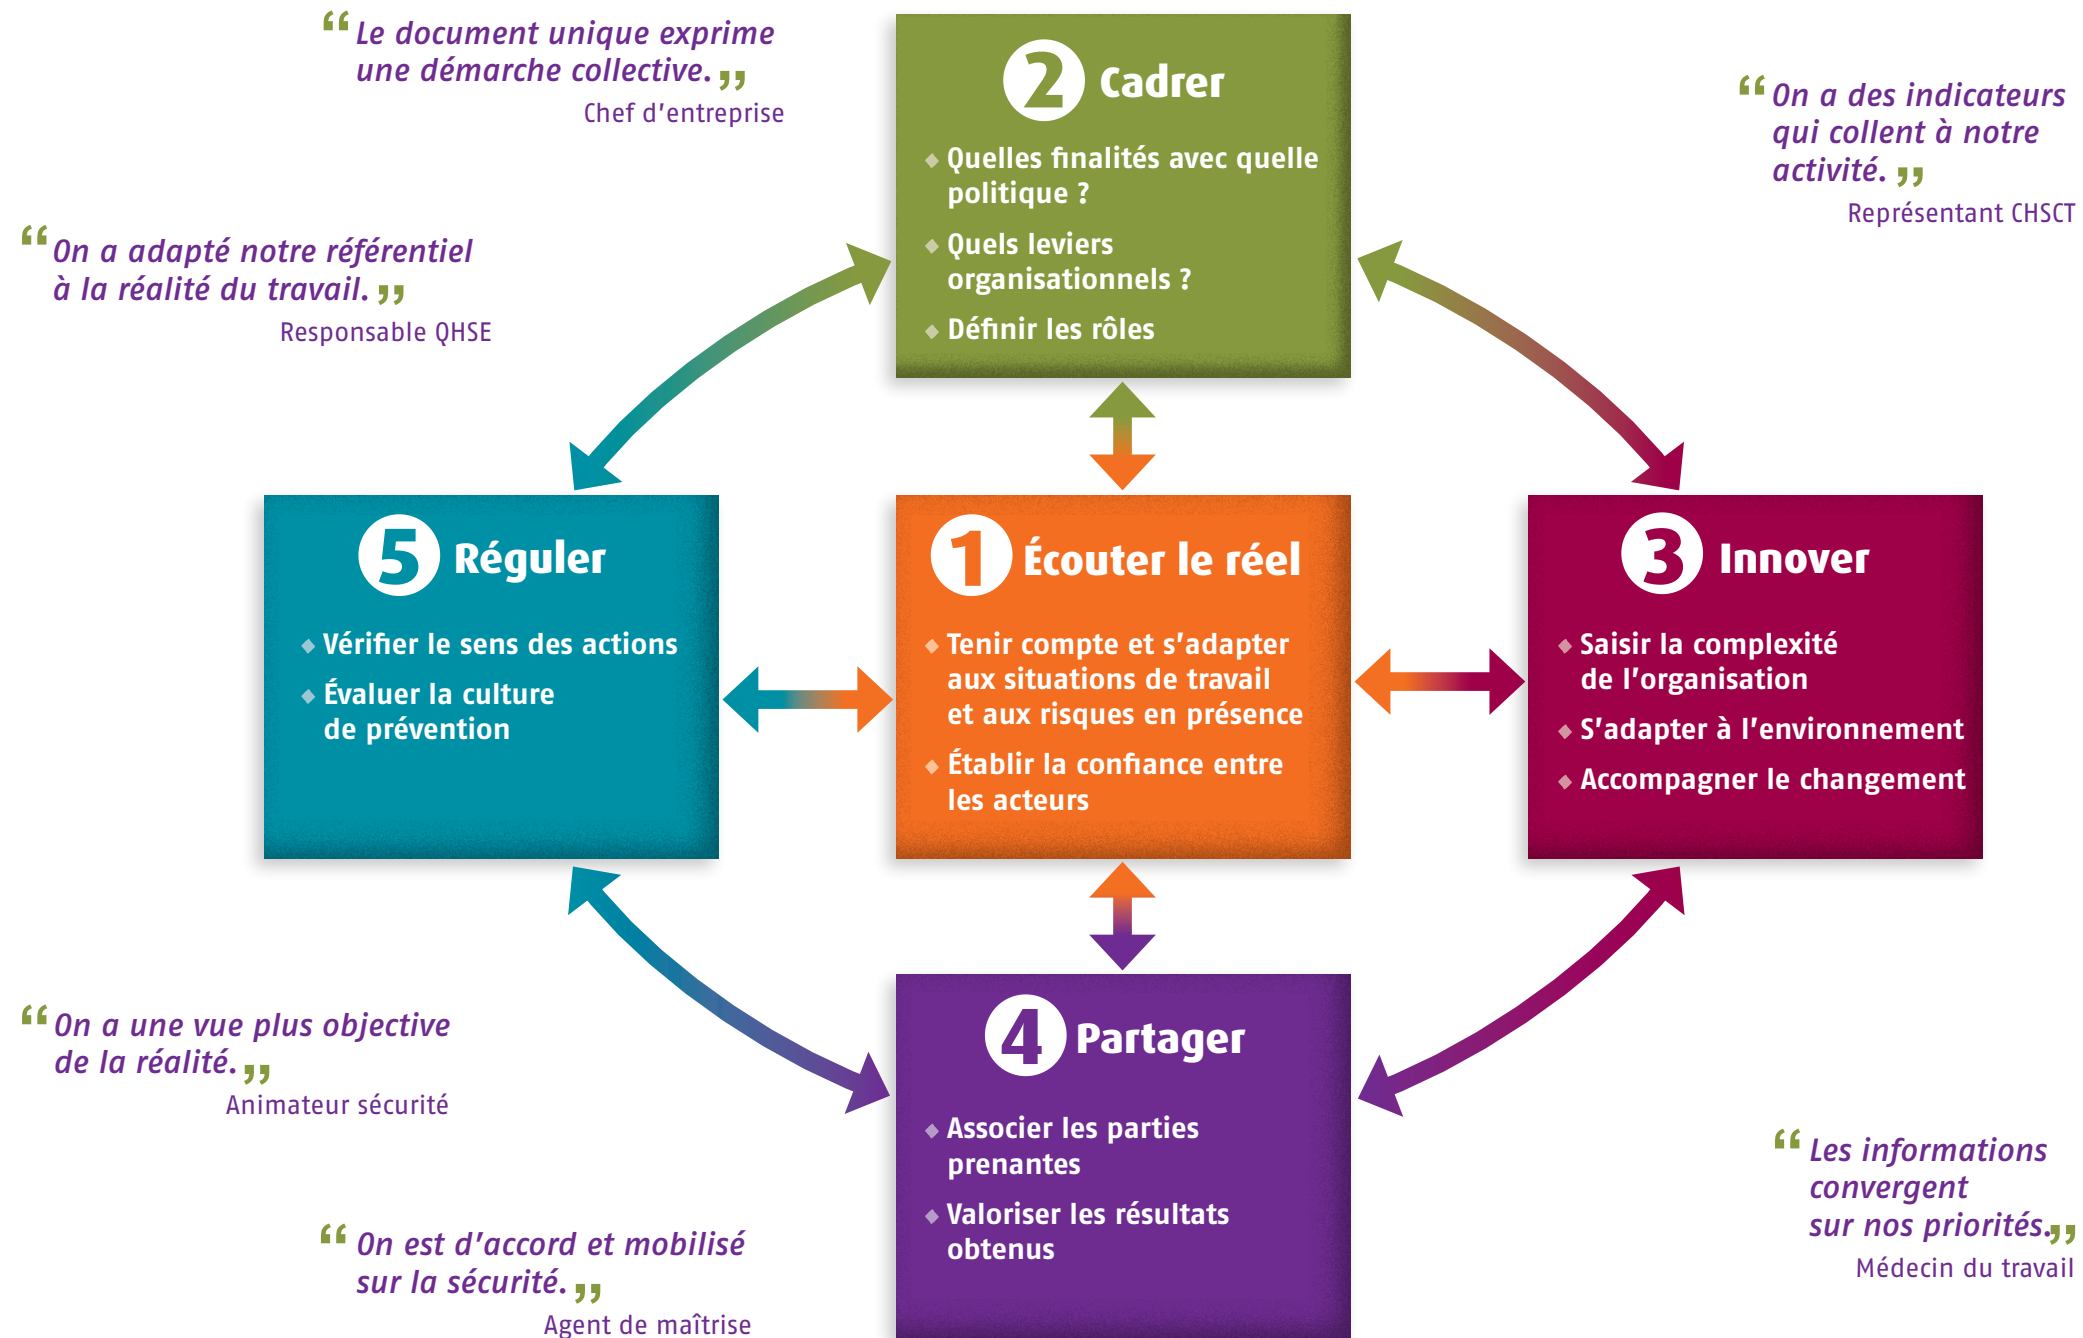 “Le document unique exprime
une démarche collective.”
Chef d'entreprise
2 Cadrer
◆ Quelles finalités avec quelle
politique ?
◆ Quels leviers
organisationnels ?
◆ Définir les rôles
“On a des indicateurs
qui collent à notre
activité.”
Représentant CHSCT
“On a adapté notre référentiel
à la réalité du travail.”
Responsable QHSE
5 Réguler
◆ Vérifier le sens des actions
◆ Évaluer la culture
de prévention
1 Écouter le réel
◆ Tenir compte et s'adapter
aux situations de travail
et aux risques en présence
◆ Établir la confiance entre
les acteurs
3 Innover
◆ Saisir la complexité
de l'organisation
◆ S'adapter à l'environnement
◆ Accompagner le changement
“On a une vue plus objective
de la réalité.”
Animateur sécurité
4 Partager
◆ Associer les parties
prenantes
◆ Valoriser les résultats
obtenus
“Les informations
convergent
sur nos priorités.”
Médecin du travail
“On est d'accord et mobilisé
sur la sécurité.”
Agent de maîtrise